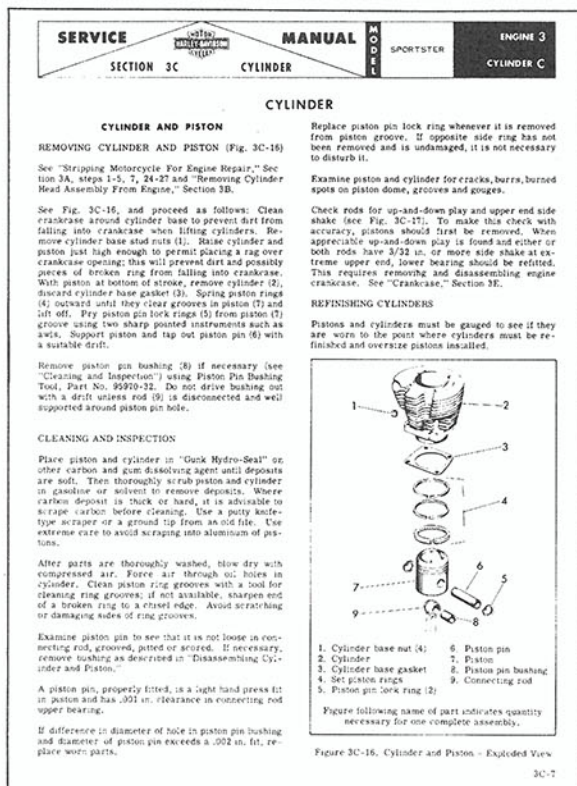 SERVICE
HARLEY-DAVIDSON
MOTOR
CYCLES
MANUAL
MODEL
SPORTSTER
ENGINE 3
SECTION 3C
CYLINDER
CYLINDER C
CYLINDER
CYLINDER AND PISTON
REMOVING CYLINDER AND PISTON (Fig. 3C-16)
See "Stripping Motorcycle For Engine Repair," Sec
tion 3A, steps 1-5, 7, 24-27 and "Removing Cylinder
Head Assembly From Engine," Section 3B.
See Fig. 3C-16, and proceed as follows: Clean
crankcase around cylinder base to prevent dirt from
falling into crankcase when lifting cylinders. Re-
move cylinder base stud nuts (1). Raise cylinder and
piston just high enough to permit placing a rag over
crankcase opening; this will prevent dirt and possibly
pieces of broken ring from falling into crankcase.
With piston at bottom of stroke, remove cylinder (2),
discard cylinder base gasket (3). Spring piston rings
(4) outward until they clear grooves in piston (7) and
lift off. Pry piston pin lock rings (5) from piston (7)
groove using two sharp pointed instruments such as
awls. Support piston and tap out piston pin (6) with
a suitable drift.
Remove piston pin bushing (8) if necessary (see
"Cleaning and Inspection") using Piston Pin Bushing
Tool, Part No. 95970-32. Do not drive bushing out
with a drift unless rod (9) is disconnected and well
supported around piston pin hole.
CLEANING AND INSPECTION
Place piston and cylinder in "Gunk Hydro-Seal" or
other carbon and gum dissolving agent until deposits
are soft. Then thoroughly scrub piston and cylinder
in gasoline or solvent to remove deposits. Where
carbon deposit is thick or hard, it is advisable to
scrape carbon before cleaning. Use a putty knife-
type scraper or a ground tip from an old file. Use
extreme care to avoid scraping into aluminum of pis-
tons.
After parts are thoroughly washed, blow dry with
compressed air. Force air through oil holes in
cylinder. Clean piston ring grooves with a tool for
cleaning ring grooves; if not available, sharpen end
of a broken ring to a chisel edge. Avoid scratching
or damaging sides of ring grooves.
Examine piston pin to see that it is not loose in con-
necting rod, grooved, pitted or scored. If necessary,
remove bushing as described in "Disassembling Cyl-
inder and Piston."
A piston pin, properly fitted, is a light hand press fit
in piston and has .001 in. clearance in connecting rod
upper bearing.
If difference in diameter of hole in piston pin bushing
and diameter of piston pin exceeds a .002 in. fit, re-
place worn parts.
Replace piston pin lock ring whenever it is removed
from piston groove. If opposite side ring has not
been removed and is undamaged, it is not necessary
to disturb it.
Examine piston and cylinder for cracks, burrs, burned
spots on piston dome, grooves and gouges.
Check rods for up-and-down play and upper end side
shake (see Fig. 3C-17). To make this check with
accuracy, pistons should first be removed. When
appreciable up-and-down play is found and either or
both rods have 3/32 in. or more side shake at ex-
treme upper end, lower bearing should be refitted.
This requires removing and disassembling engine
crankcase. See "Crankcase," Section 3E.
REFINISHING CYLINDERS
Pistons and cylinders must be gauged to see if they
are worn to the point where cylinders must be re-
finished and oversize pistons installed.
1
2
3
4
5
6
7
8
9
1. Cylinder base nut (4)
2. Cylinder
3. Cylinder base gasket
4. Set piston rings
5. Piston pin lock ring (2)
6. Piston pin
7. Piston
8. Piston pin bushing
9. Connecting rod
Figure following name of part indicates quantity
necessary for one complete assembly.
Figure 3C-16. Cylinder and Piston - Exploded View
3C-7